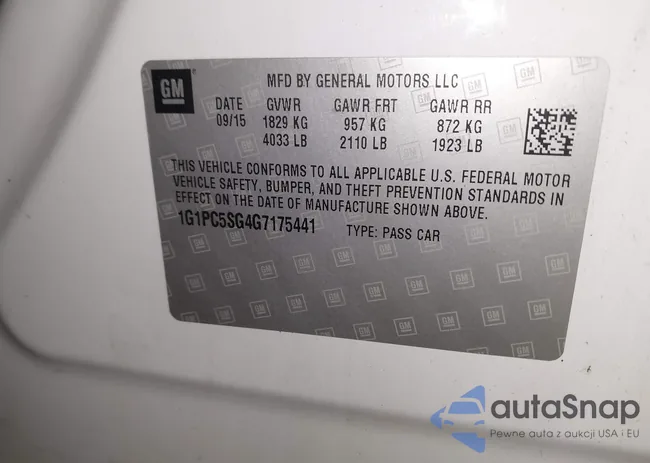 GM
MFD BY GENERAL MOTORS LLC
DATE GVWR GAWR FRT GAWR RR
09/15 1829 KG 957 KG 872 KG
4033 LB 2110 LB 1923 LB
THIS VEHICLE CONFORMS TO ALL APPLICABLE U.S. FEDERAL MOTOR
VEHICLE SAFETY, BUMPER, AND THEFT PREVENTION STANDARDS IN
EFFECT ON THE DATE OF MANUFACTURE SHOWN ABOVE.
1G1PC5SG4G7175441 TYPE: PASS CAR
autoSnap
Pewne auta z aukcji USA i EU